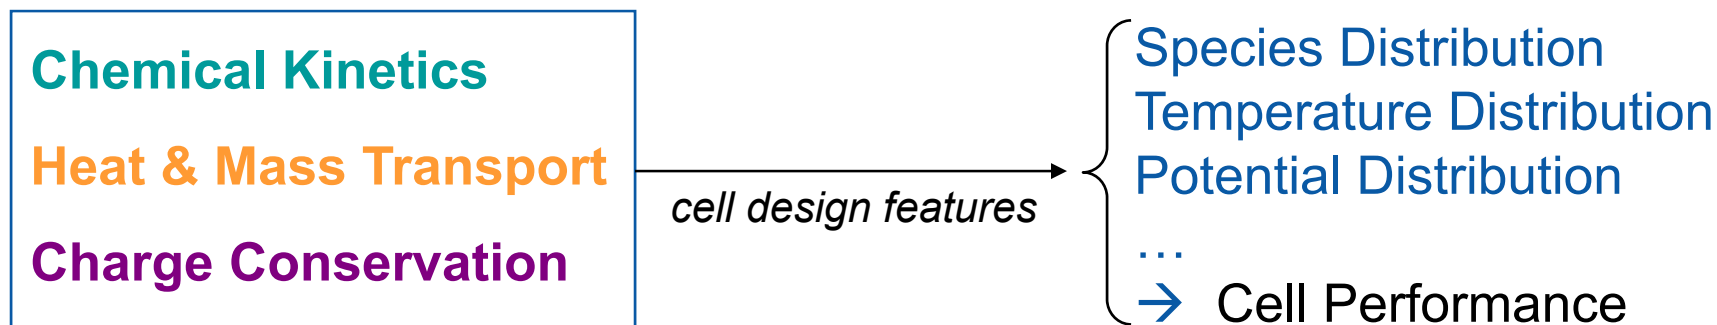 Chemical Kinetics
Heat & Mass Transport
Charge Conservation
cell design features
Species Distribution
Temperature Distribution
Potential Distribution
…
→ Cell Performance